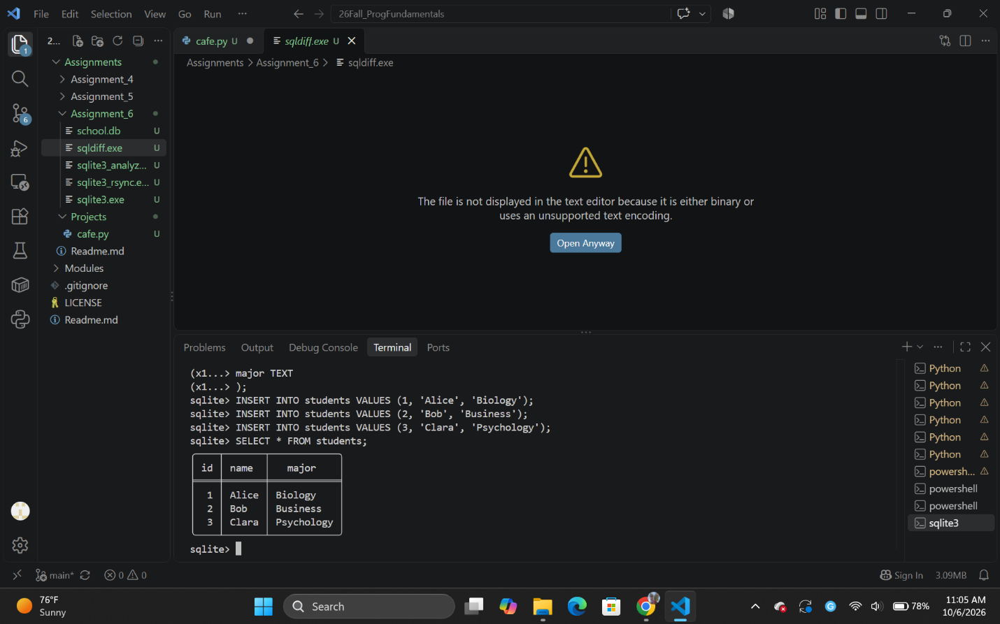 File Edit Selection View Go Run ···
26Fall_ProgFundamentals
2...
cafe.py U
sqldiff.exe U
Assignments > Assignment_6 > sqldiff.exe
Assignments
Assignment_4
Assignment_5
Assignment_6
school.db U
sqldiff.exe U
sqlite3_analyz... U
sqlite3_rsync.e... U
sqlite3.exe U
Projects
cafe.py U
Readme.md
Modules
.gitignore
LICENSE
Readme.md
1
6
The file is not displayed in the text editor because it is either binary or
uses an unsupported text encoding.
Open Anyway
Problems Output Debug Console Terminal Ports
(x1...> major TEXT
(x1...> );
sqlite> INSERT INTO students VALUES (1, 'Alice', 'Biology');
sqlite> INSERT INTO students VALUES (2, 'Bob', 'Business');
sqlite> INSERT INTO students VALUES (3, 'Clara', 'Psychology');
sqlite> SELECT * FROM students;
id name major
1 Alice Biology
2 Bob Business
3 Clara Psychology
sqlite>
Python
Python
Python
Python
Python
Python
powersh...
powershell
powershell
sqlite3
main* 0 0
Sign In 3.09MB
76°F
Sunny
Search
G
78%
11:05 AM
10/6/2026